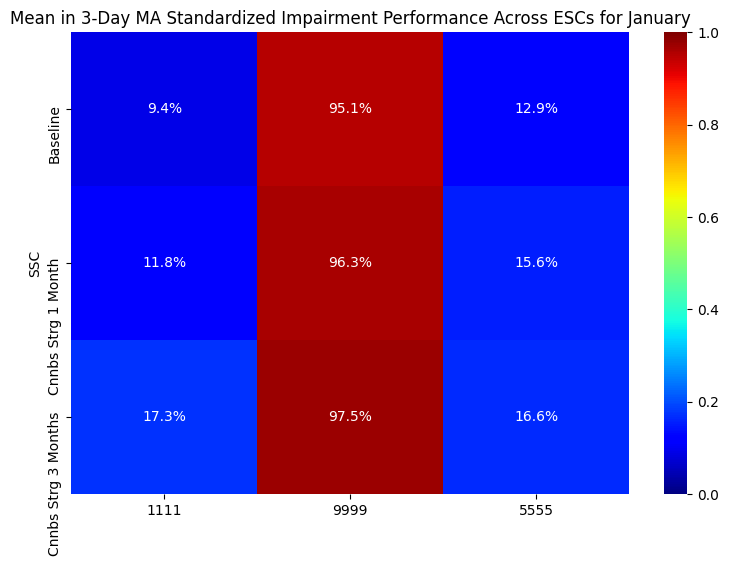 Mean in 3-Day MA Standardized Impairment Performance Across ESCs for January
SSC
Baseline
9.4% 95.1% 12.9%
Cnnbs Strg 1 Month
11.8% 96.3% 15.6%
Cnnbs Strg 3 Months
17.3% 97.5% 16.6%
1111 9999 5555
1.0
0.8
0.6
0.4
0.2
0.0